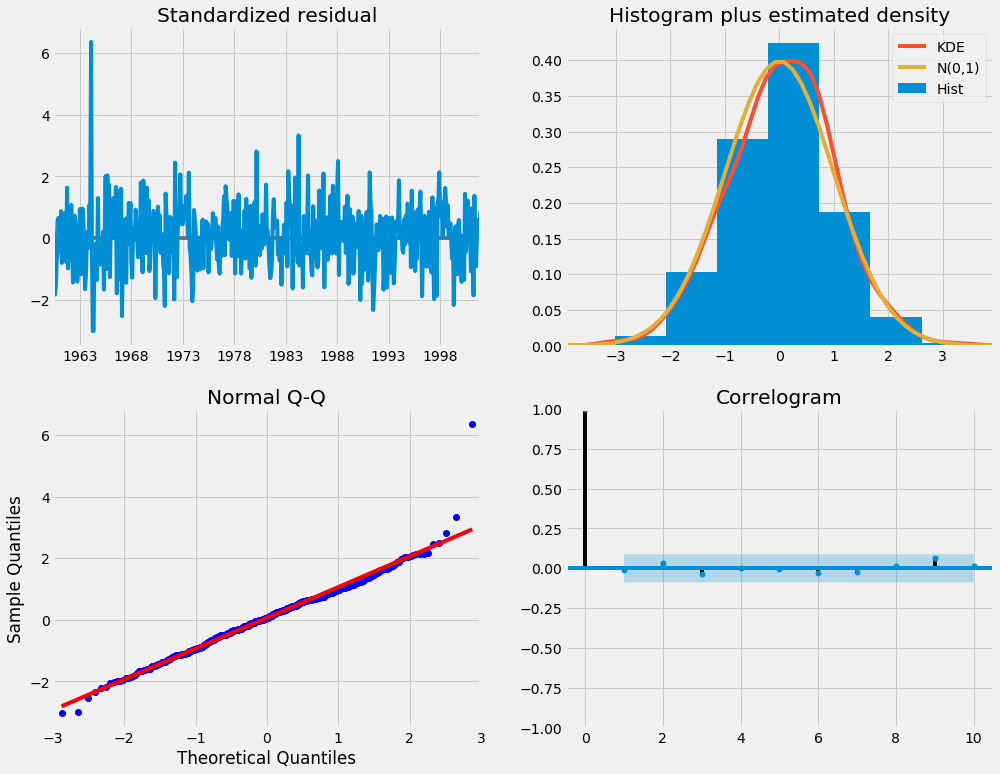 Standardized residual
6
4
2
0
−2
1963 1968 1973 1978 1983 1988 1993 1998
Histogram plus estimated density
KDE
N(0,1)
Hist
0.40
0.35
0.30
0.25
0.20
0.15
0.10
0.05
0.00
−3 −2 −1 0 1 2 3
Normal Q-Q
Sample Quantiles
6
4
2
0
−2
−3 −2 −1 0 1 2 3
Theoretical Quantiles
Correlogram
1.00
0.75
0.50
0.25
0.00
−0.25
−0.50
−0.75
−1.00
0 2 4 6 8 10